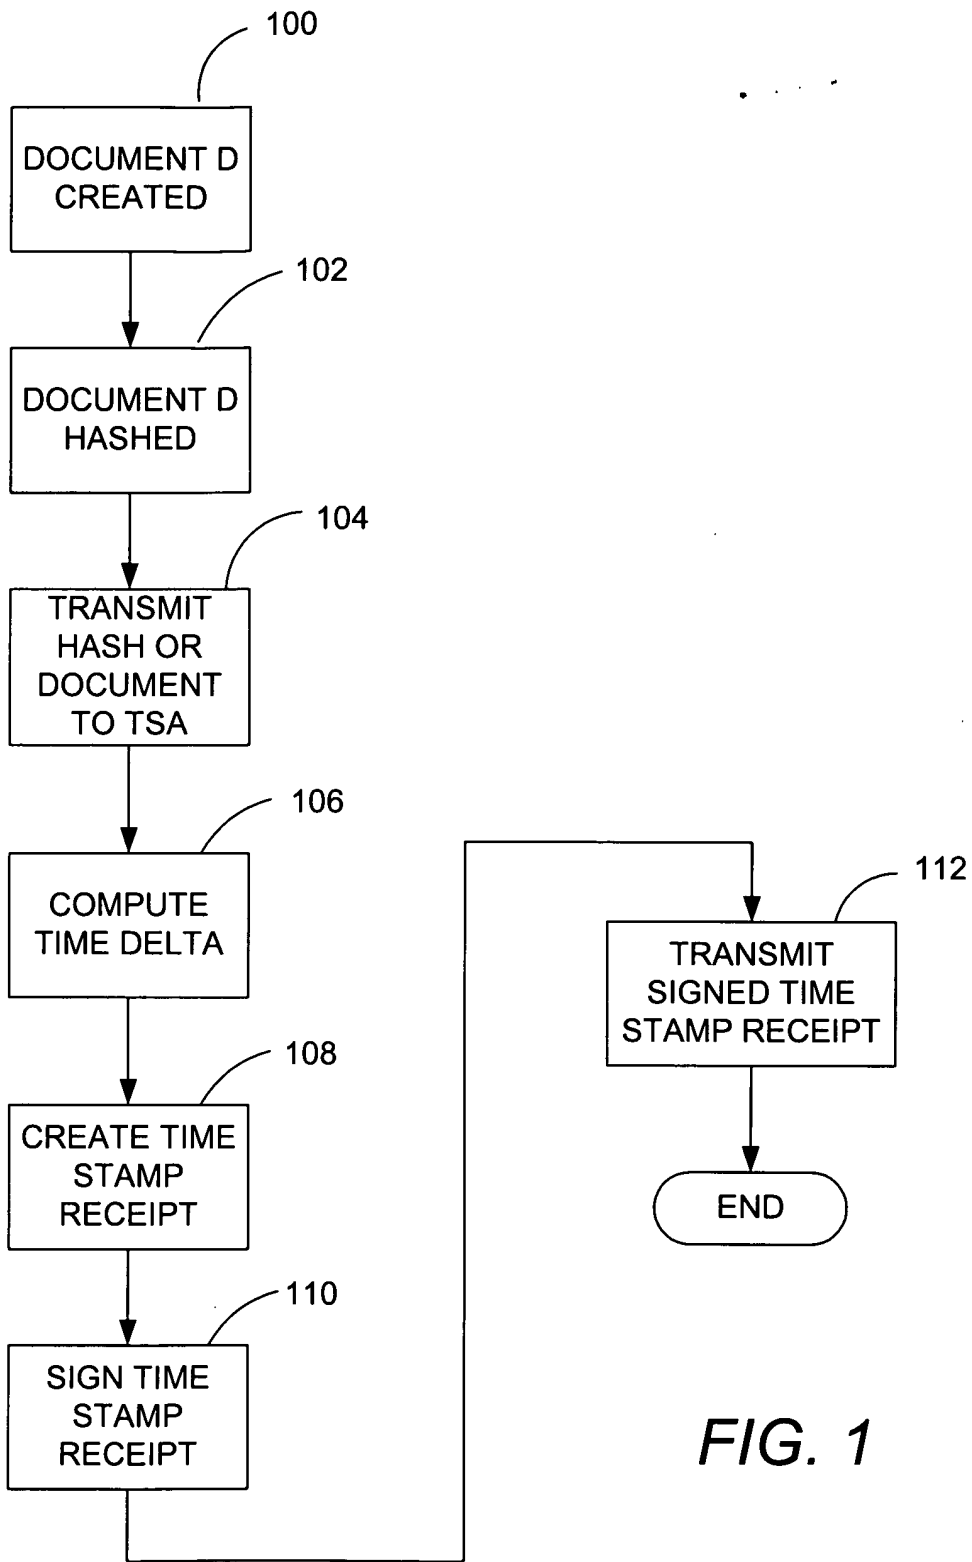 100
DOCUMENT D
CREATED
102
DOCUMENT D
HASHED
104
TRANSMIT
HASH OR
DOCUMENT
TO TSA
106
COMPUTE
TIME DELTA
108
CREATE TIME
STAMP
RECEIPT
110
SIGN TIME
STAMP
RECEIPT
112
TRANSMIT
SIGNED TIME
STAMP RECEIPT
END
FIG. 1